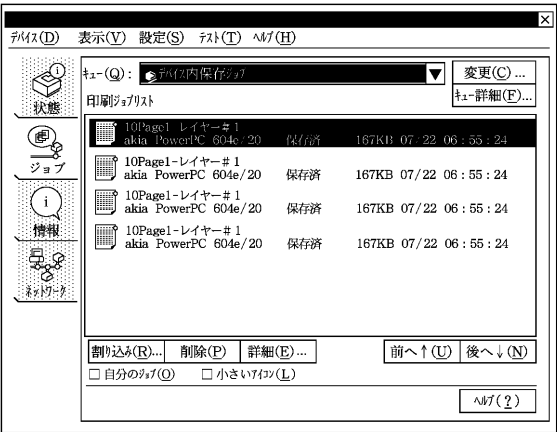 ﾃﾞﾊﾞｲｽ(D) 表示(V) 設定(S) ﾃｽﾄ(T) ﾍﾙﾌﾟ(H)
ｷｭｰ(Q): ﾃﾞﾊﾞｲｽ内保存ｼﾞｮﾌﾞ 変更(C)...
印刷ｼﾞｮﾌﾞﾘｽﾄ ｷｭｰ詳細(F)...
状態
ジョブ
i
情報
ネットワーク
10Page1-レイヤー＃1
akia PowerPC 604e/20 保存済 167KB 07/22 06:55:24
10Page1-レイヤー＃1
akia PowerPC 604e/20 保存済 167KB 07/22 06:55:24
10Page1-レイヤー＃1
akia PowerPC 604e/20 保存済 167KB 07/22 06:55:24
10Page1-レイヤー＃1
akia PowerPC 604e/20 保存済 167KB 07/22 06:55:24
割り込み(R)... 削除(P) 詳細(E)... 前へ↑(U) 後へ↓(N)
自分のｼﾞｮﾌﾞ(O) 小さいｱｲｺﾝ(L)
ﾍﾙﾌﾟ(?)